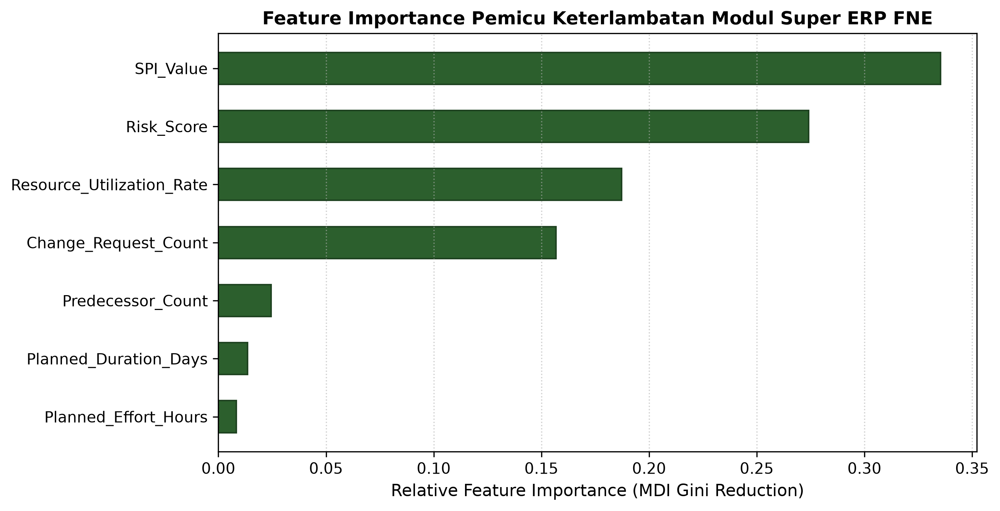 Feature Importance Pemicu Keterlambatan Modul Super ERP FNE
SPI_Value
Risk_Score
Resource_Utilization_Rate
Change_Request_Count
Predecessor_Count
Planned_Duration_Days
Planned_Effort_Hours
0.00 0.05 0.10 0.15 0.20 0.25 0.30 0.35
Relative Feature Importance (MDI Gini Reduction)